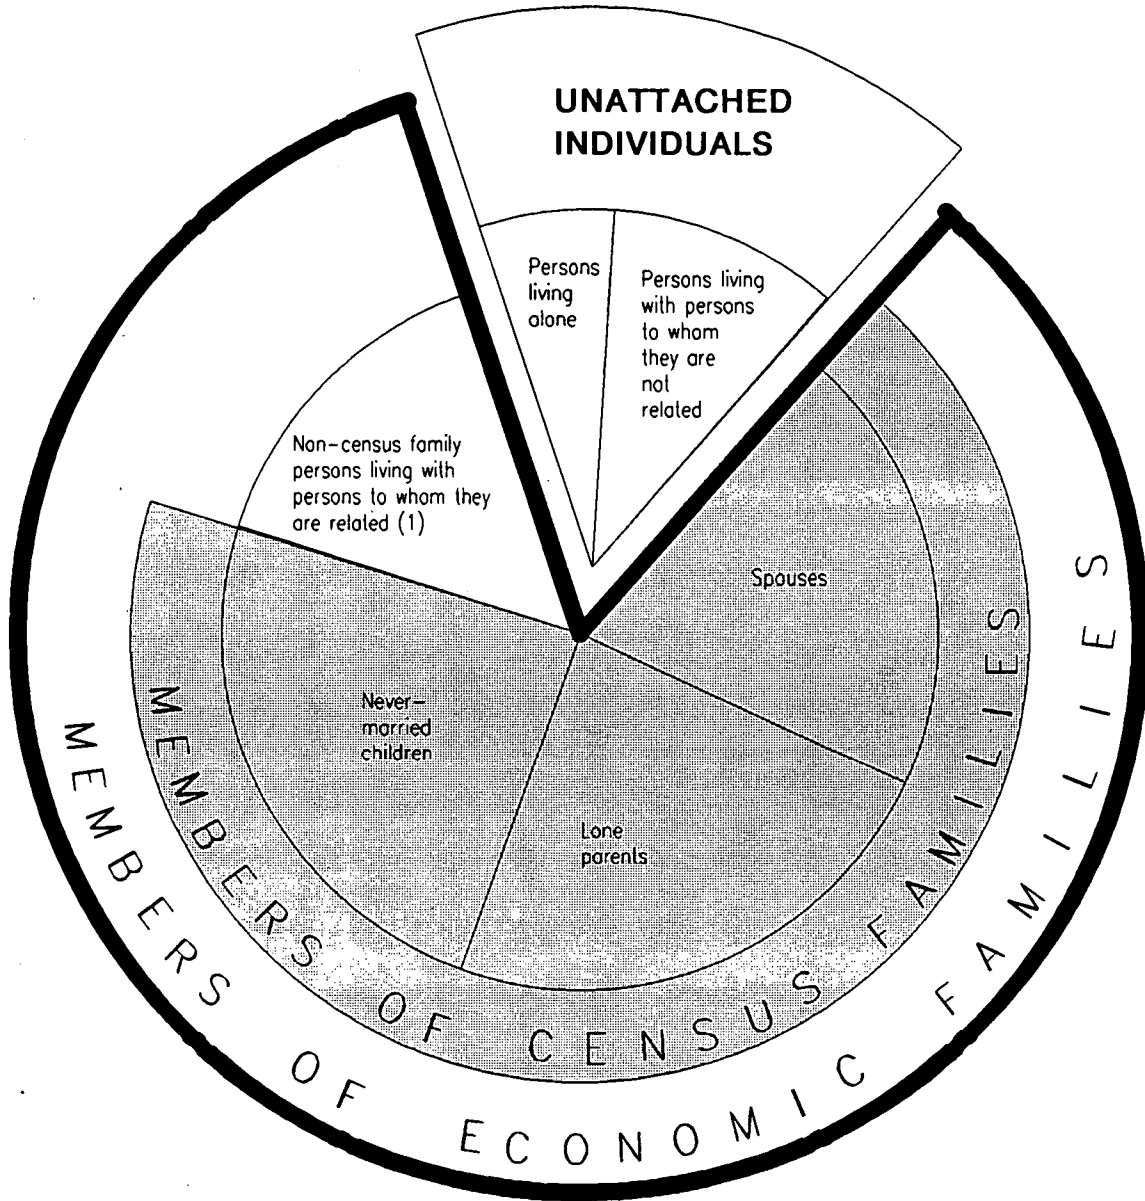 UNATTACHED
INDIVIDUALS
Persons
living
alone
Persons living
with persons
to whom
they are
not
related
Non-census family
persons living with
persons to whom they
are related (1)
Spouses
Never-
married
children
Lone
parents
MEMBERS OF CENSUS FAMILIES
MEMBERS OF ECONOMIC FAMILIES